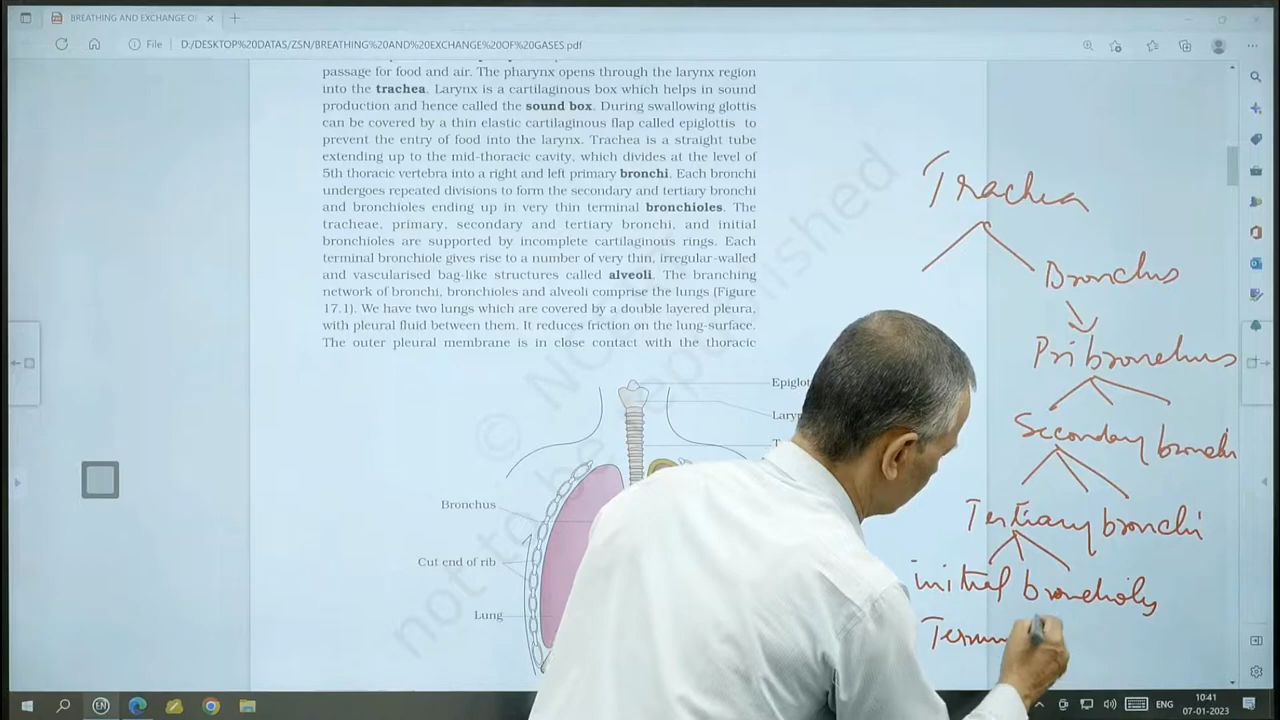 BREATHING AND EXCHANGE OF
File D:/DESKTOP%20DATAS/ZSN/BREATHING%20AND%20EXCHANGE%20OF%20GASES.pdf
passage for food and air. The pharynx opens through the larynx region
into the trachea. Larynx is a cartilaginous box which helps in sound
production and hence called the sound box. During swallowing glottis
can be covered by a thin elastic cartilaginous flap called epiglottis to
prevent the entry of food into the larynx. Trachea is a straight tube
extending up to the mid-thoracic cavity, which divides at the level of
5th thoracic vertebra into a right and left primary bronchi. Each bronchi
undergoes repeated divisions to form the secondary and tertiary bronchi
and bronchioles ending up in very thin terminal bronchioles. The
tracheae, primary, secondary and tertiary bronchi, and initial
bronchioles are supported by incomplete cartilaginous rings. Each
terminal bronchiole gives rise to a number of very thin, irregular-walled
and vascularised bag-like structures called alveoli. The branching
network of bronchi, bronchioles and alveoli comprise the lungs (Figure
17.1). We have two lungs which are covered by a double layered pleura,
with pleural fluid between them. It reduces friction on the lung-surface.
The outer pleural membrane is in close contact with the thoracic
Epiglot
Laryn
Bronchus
Cut end of rib
Lung
not to be republished
Trachea
Bronchus
Pri bronchus
Secondary bronchi
Tertiary bronchi
initial bronchioles
Termin
EN
ENG
10:41
07-01-2023